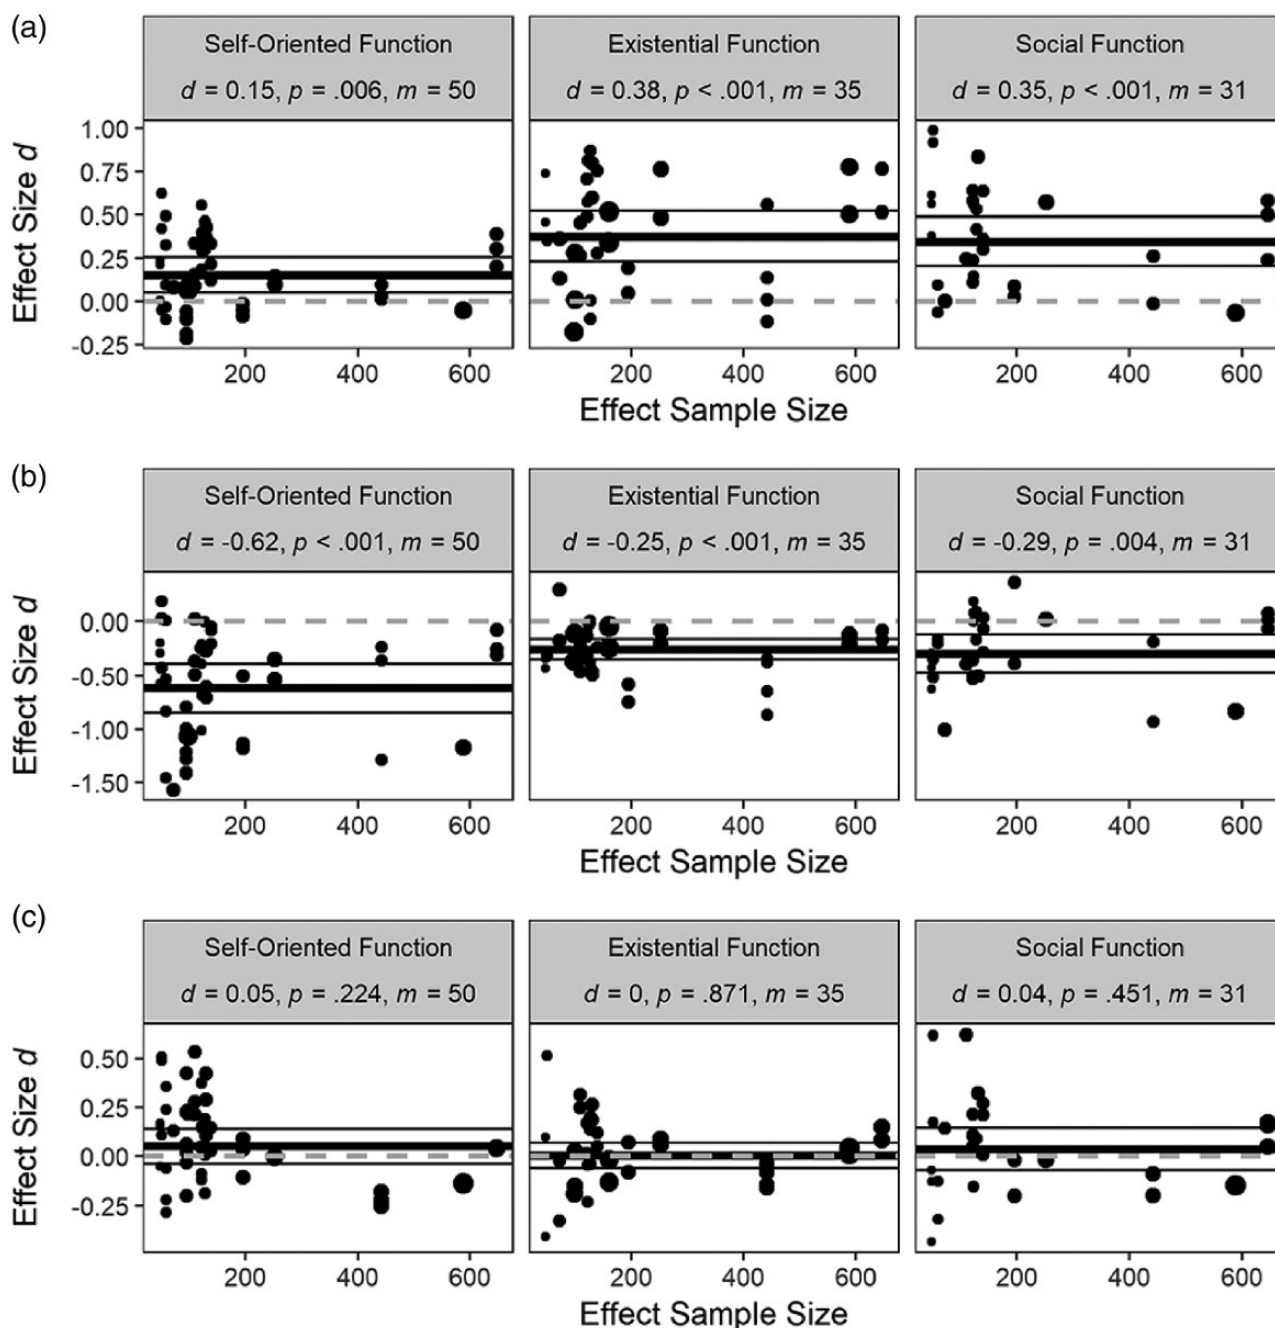 (a)
Self-Oriented Function
d = 0.15, p = .006, m = 50
Existential Function
d = 0.38, p < .001, m = 35
Social Function
d = 0.35, p < .001, m = 31
Effect Size d
1.00
0.75
0.50
0.25
0.00
-0.25
200 400 600
200 400 600
200 400 600
Effect Sample Size
(b)
Self-Oriented Function
d = -0.62, p < .001, m = 50
Existential Function
d = -0.25, p < .001, m = 35
Social Function
d = -0.29, p = .004, m = 31
Effect Size d
0.00
-0.50
-1.00
-1.50
200 400 600
200 400 600
200 400 600
Effect Sample Size
(c)
Self-Oriented Function
d = 0.05, p = .224, m = 50
Existential Function
d = 0, p = .871, m = 35
Social Function
d = 0.04, p = .451, m = 31
Effect Size d
0.50
0.25
0.00
-0.25
200 400 600
200 400 600
200 400 600
Effect Sample Size